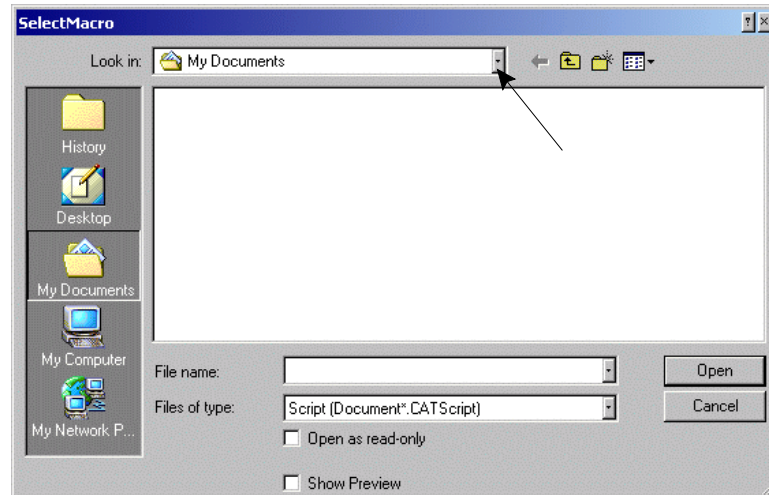 SelectMacro
Look in: My Documents
History
Desktop
My Documents
My Computer
My Network P...
File name:
Open
Files of type: Script (Document*.CATScript)
Cancel
Open as read-only
Show Preview